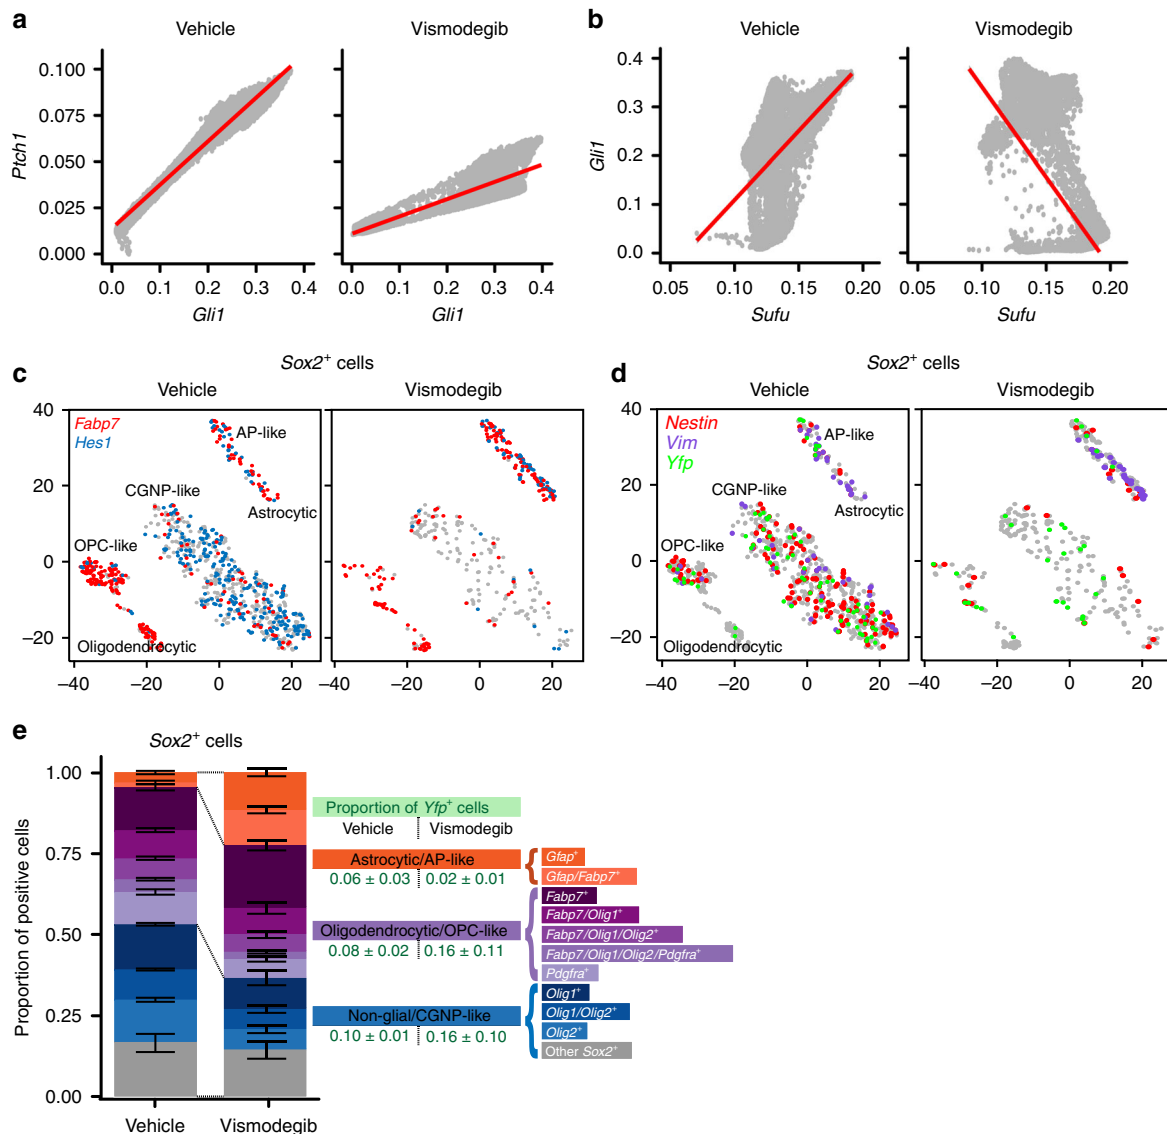 a
Vehicle
Vismodegib
Ptch1
0.100
0.075
0.050
0.025
0.000
0.0 0.1 0.2 0.3 0.4
0.0 0.1 0.2 0.3 0.4
Gli1
Gli1
b
Vehicle
Vismodegib
Gli1
0.4
0.3
0.2
0.1
0.0
0.05 0.10 0.15 0.20
0.05 0.10 0.15 0.20
Sufu
Sufu
c
Sox2+ cells
Vehicle
Vismodegib
40
20
0
−20
Fabp7
Hes1
AP-like
CGNP-like
Astrocytic
OPC-like
Oligodendrocytic
−40 −20 0 20
−40 −20 0 20
d
Sox2+ cells
Vehicle
Vismodegib
40
20
0
−20
Nestin
Vim
Yfp
AP-like
CGNP-like
Astrocytic
OPC-like
Oligodendrocytic
−40 −20 0 20
−40 −20 0 20
e
Sox2+ cells
Proportion of positive cells
1.00
0.75
0.50
0.25
0.00
Vehicle
Vismodegib
Proportion of Yfp+ cells
Vehicle Vismodegib
Astrocytic/AP-like
0.06 ± 0.03 0.02 ± 0.01
Oligodendrocytic/OPC-like
0.08 ± 0.02 0.16 ± 0.11
Non-glial/CGNP-like
0.10 ± 0.01 0.16 ± 0.10
Gfap+
Gfap/Fabp7+
Fabp7+
Fabp7/Olig1+
Fabp7/Olig1/Olig2+
Fabp7/Olig1/Olig2/Pdgfra+
Pdgfra+
Olig1+
Olig1/Olig2+
Olig2+
Other Sox2+